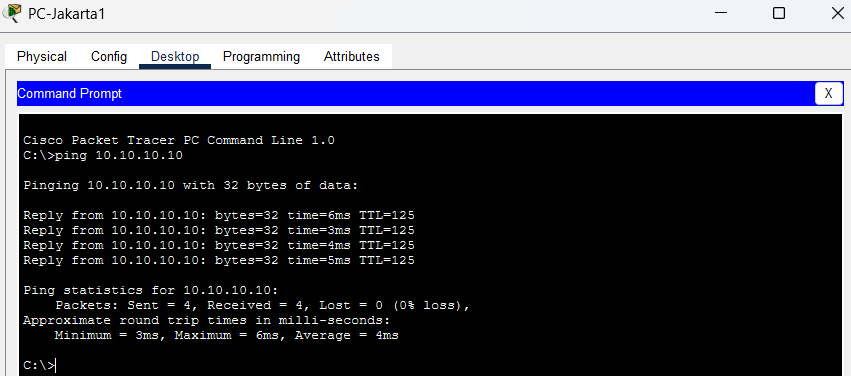 PC-Jakarta1
Physical Config Desktop Programming Attributes
Command Prompt X
Cisco Packet Tracer PC Command Line 1.0
C:\>ping 10.10.10.10
Pinging 10.10.10.10 with 32 bytes of data:
Reply from 10.10.10.10: bytes=32 time=6ms TTL=125
Reply from 10.10.10.10: bytes=32 time=3ms TTL=125
Reply from 10.10.10.10: bytes=32 time=4ms TTL=125
Reply from 10.10.10.10: bytes=32 time=5ms TTL=125
Ping statistics for 10.10.10.10:
    Packets: Sent = 4, Received = 4, Lost = 0 (0% loss),
Approximate round trip times in milli-seconds:
    Minimum = 3ms, Maximum = 6ms, Average = 4ms
C:\>